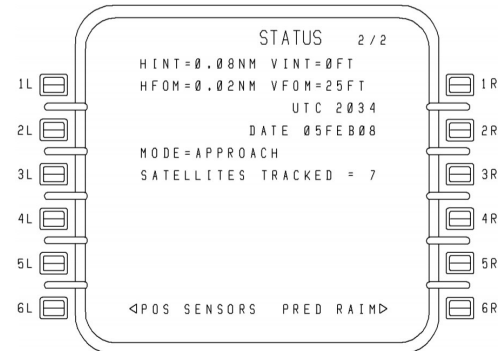 STATUS 2/2
HINT=0.08NM VINT=0FT
1L HFOM=0.02NM VFOM=25FT 1R
UTC 2034
2L DATE 05FEB08 2R
MODE=APPROACH
3L SATELLITES TRACKED = 7 3R
4L 4R
5L 5R
6L ◁POS SENSORS PRED RAIM▷ 6R